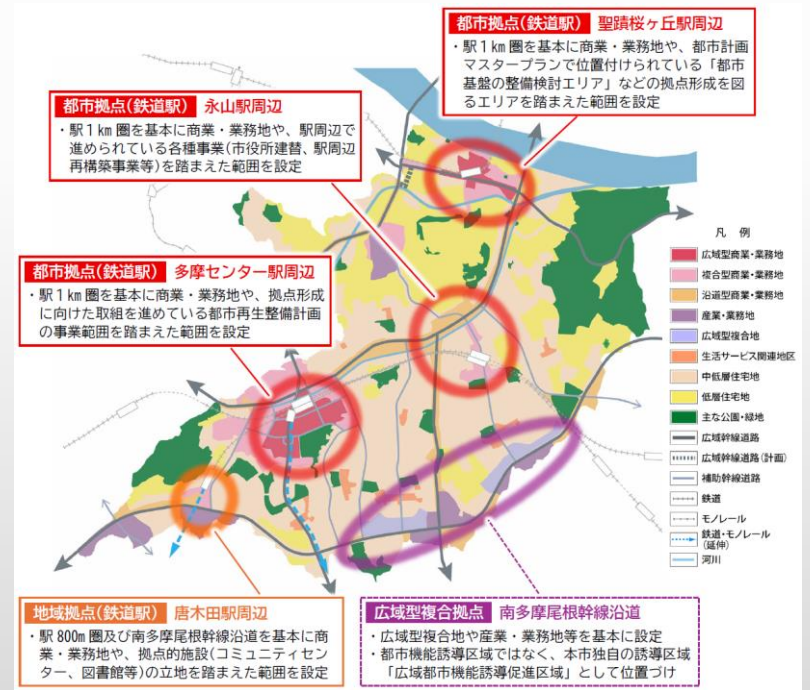 都市拠点(鉄道駅) 聖蹟桜ヶ丘駅周辺
・駅1km圏を基本に商業・業務地や、都市計画
マスタープランで位置付けられている「都市
基盤の整備検討エリア」などの拠点形成を図
るエリアを踏まえた範囲を設定
都市拠点(鉄道駅) 永山駅周辺
・駅1km圏を基本に商業・業務地や、駅周辺で
進められている各種事業(市役所建替、駅周辺
再構築事業等)を踏まえた範囲を設定
都市拠点(鉄道駅) 多摩センター駅周辺
・駅1km圏を基本に商業・業務地や、拠点形成
に向けた取組を進めている都市再生整備計画
の事業範囲を踏まえた範囲を設定
凡 例
広域型商業・業務地
複合型商業・業務地
沿道型商業・業務地
産業・業務地
広域型複合地
生活サービス関連地区
中低層住宅地
低層住宅地
主な公園・緑地
広域幹線道路
広域幹線道路(計画)
補助幹線道路
鉄道
モノレール
鉄道・モノレール
(延伸)
河川
地域拠点(鉄道駅) 唐木田駅周辺
・駅800m圏及び南多摩尾根幹線沿道を基本に商
業・業務地や、拠点的施設(コミュニティセン
ター、図書館等)の立地を踏まえた範囲を設定
広域型複合拠点 南多摩尾根幹線沿道
・広域型複合地や産業・業務地等を基本に設定
・都市機能誘導区域ではなく、本市独自の誘導区域
「広域都市機能誘導促進区域」として位置づけ